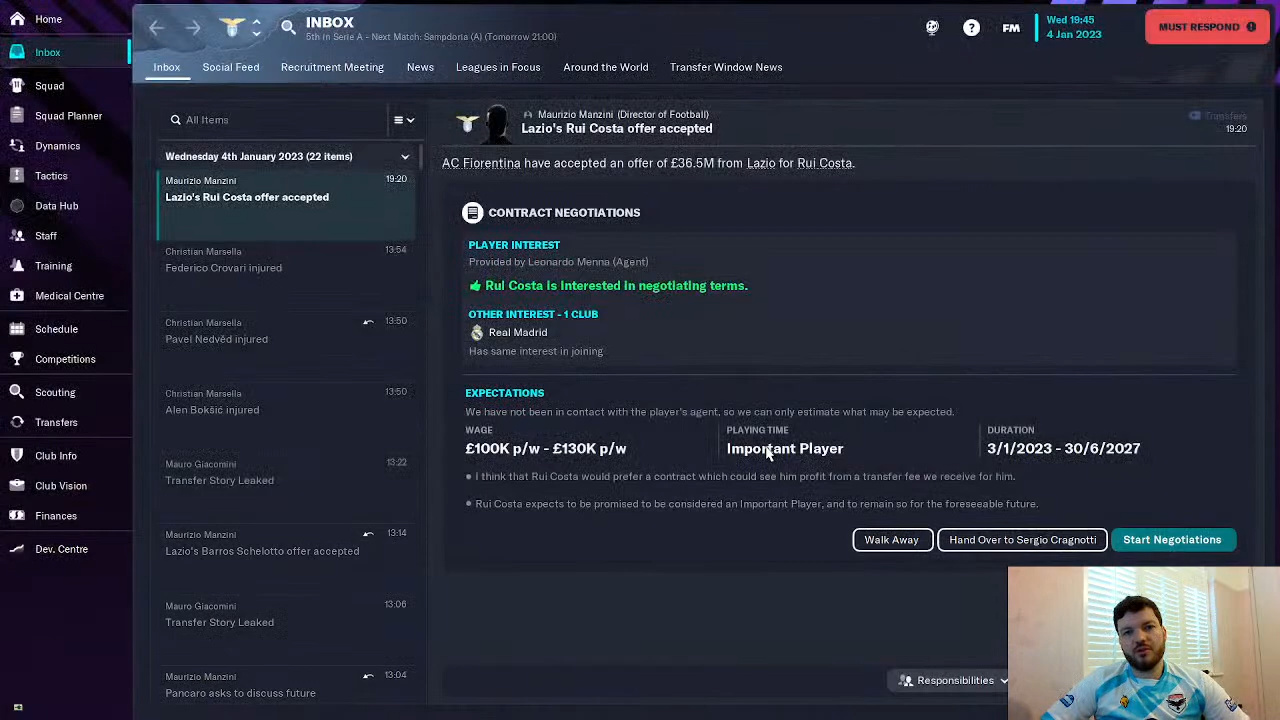 Home
Inbox
Squad
Squad Planner
Dynamics
Tactics
Data Hub
Staff
Training
Medical Centre
Schedule
Competitions
Scouting
Transfers
Club Info
Club Vision
Finances
Dev. Centre
INBOX
5th in Serie A - Next Match: Sampdoria (A) (Tomorrow 21:00)
?
FM
Wed 19:45
4 Jan 2023
MUST RESPOND
Inbox
Social Feed
Recruitment Meeting
News
Leagues in Focus
Around the World
Transfer Window News
All Items
Wednesday 4th January 2023 (22 items)
Maurizio Manzini 19:20
Lazio's Rui Costa offer accepted
Christian Marsella 13:54
Federico Crovari injured
Christian Marsella 13:50
Pavel Nedvěd injured
Christian Marsella 13:50
Alen Bokšić injured
Mauro Giacomini 13:22
Transfer Story Leaked
Maurizio Manzini 13:14
Lazio's Barros Schelotto offer accepted
Mauro Giacomini 13:06
Transfer Story Leaked
Maurizio Manzini 13:04
Pancaro asks to discuss future
Maurizio Manzini (Director of Football)
Lazio's Rui Costa offer accepted
Transfers
19:20
AC Fiorentina have accepted an offer of £36.5M from Lazio for Rui Costa.
CONTRACT NEGOTIATIONS
PLAYER INTEREST
Provided by Leonardo Menna (Agent)
Rui Costa is interested in negotiating terms.
OTHER INTEREST - 1 CLUB
Real Madrid
Has same interest in joining
EXPECTATIONS
We have not been in contact with the player's agent, so we can only estimate what may be expected.
WAGE
£100K p/w - £130K p/w
PLAYING TIME
Important Player
DURATION
3/1/2023 - 30/6/2027
I think that Rui Costa would prefer a contract which could see him profit from a transfer fee we receive for him.
Rui Costa expects to be promised to be considered an Important Player, and to remain so for the foreseeable future.
Walk Away
Hand Over to Sergio Cragnotti
Start Negotiations
Responsibilities